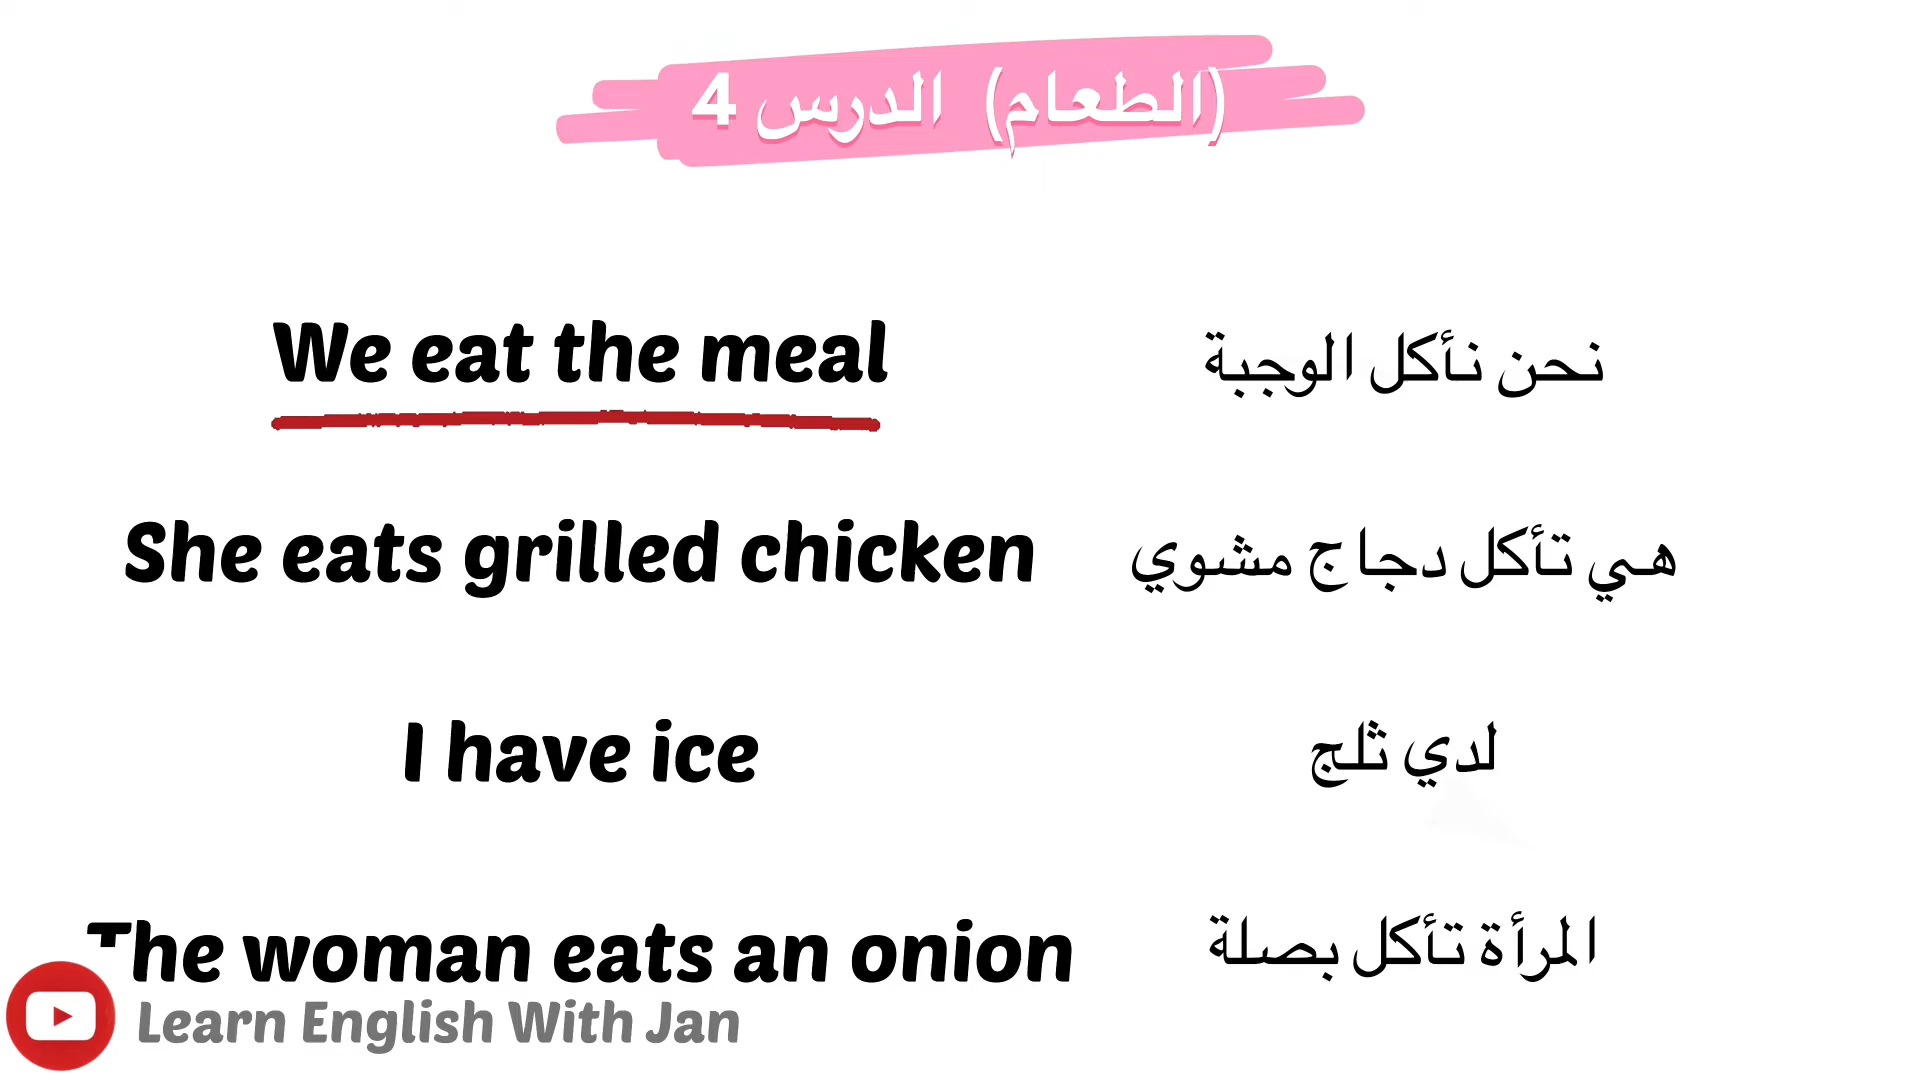 الدرس 4 (الطعام)
We eat the meal نحن نأكل الوجبة
She eats grilled chicken هي تأكل دجاج مشوي
I have ice لدي ثلج
The woman eats an onion المرأة تأكل بصلة
Learn English With Jan